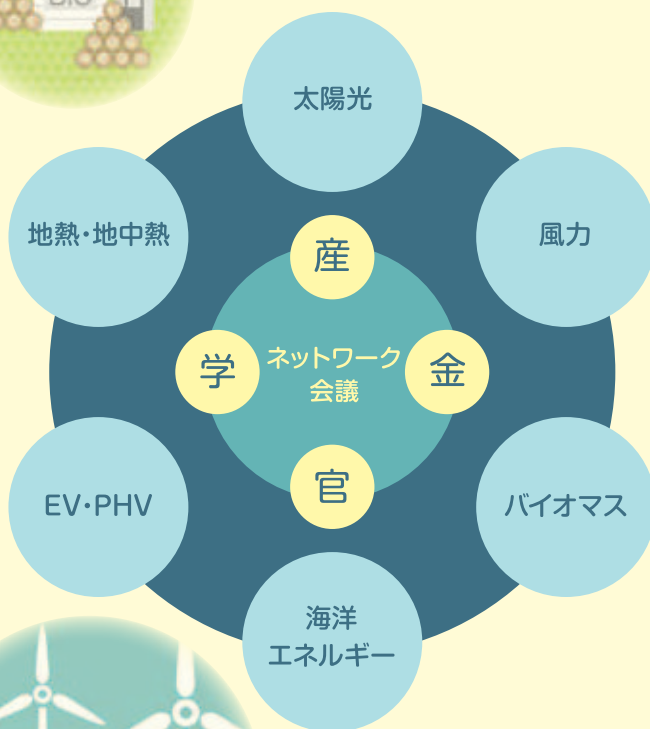 太陽光
地熱・地中熱
風力
産
学
ネットワーク
会議
金
官
EV・PHV
バイオマス
海洋
エネルギー